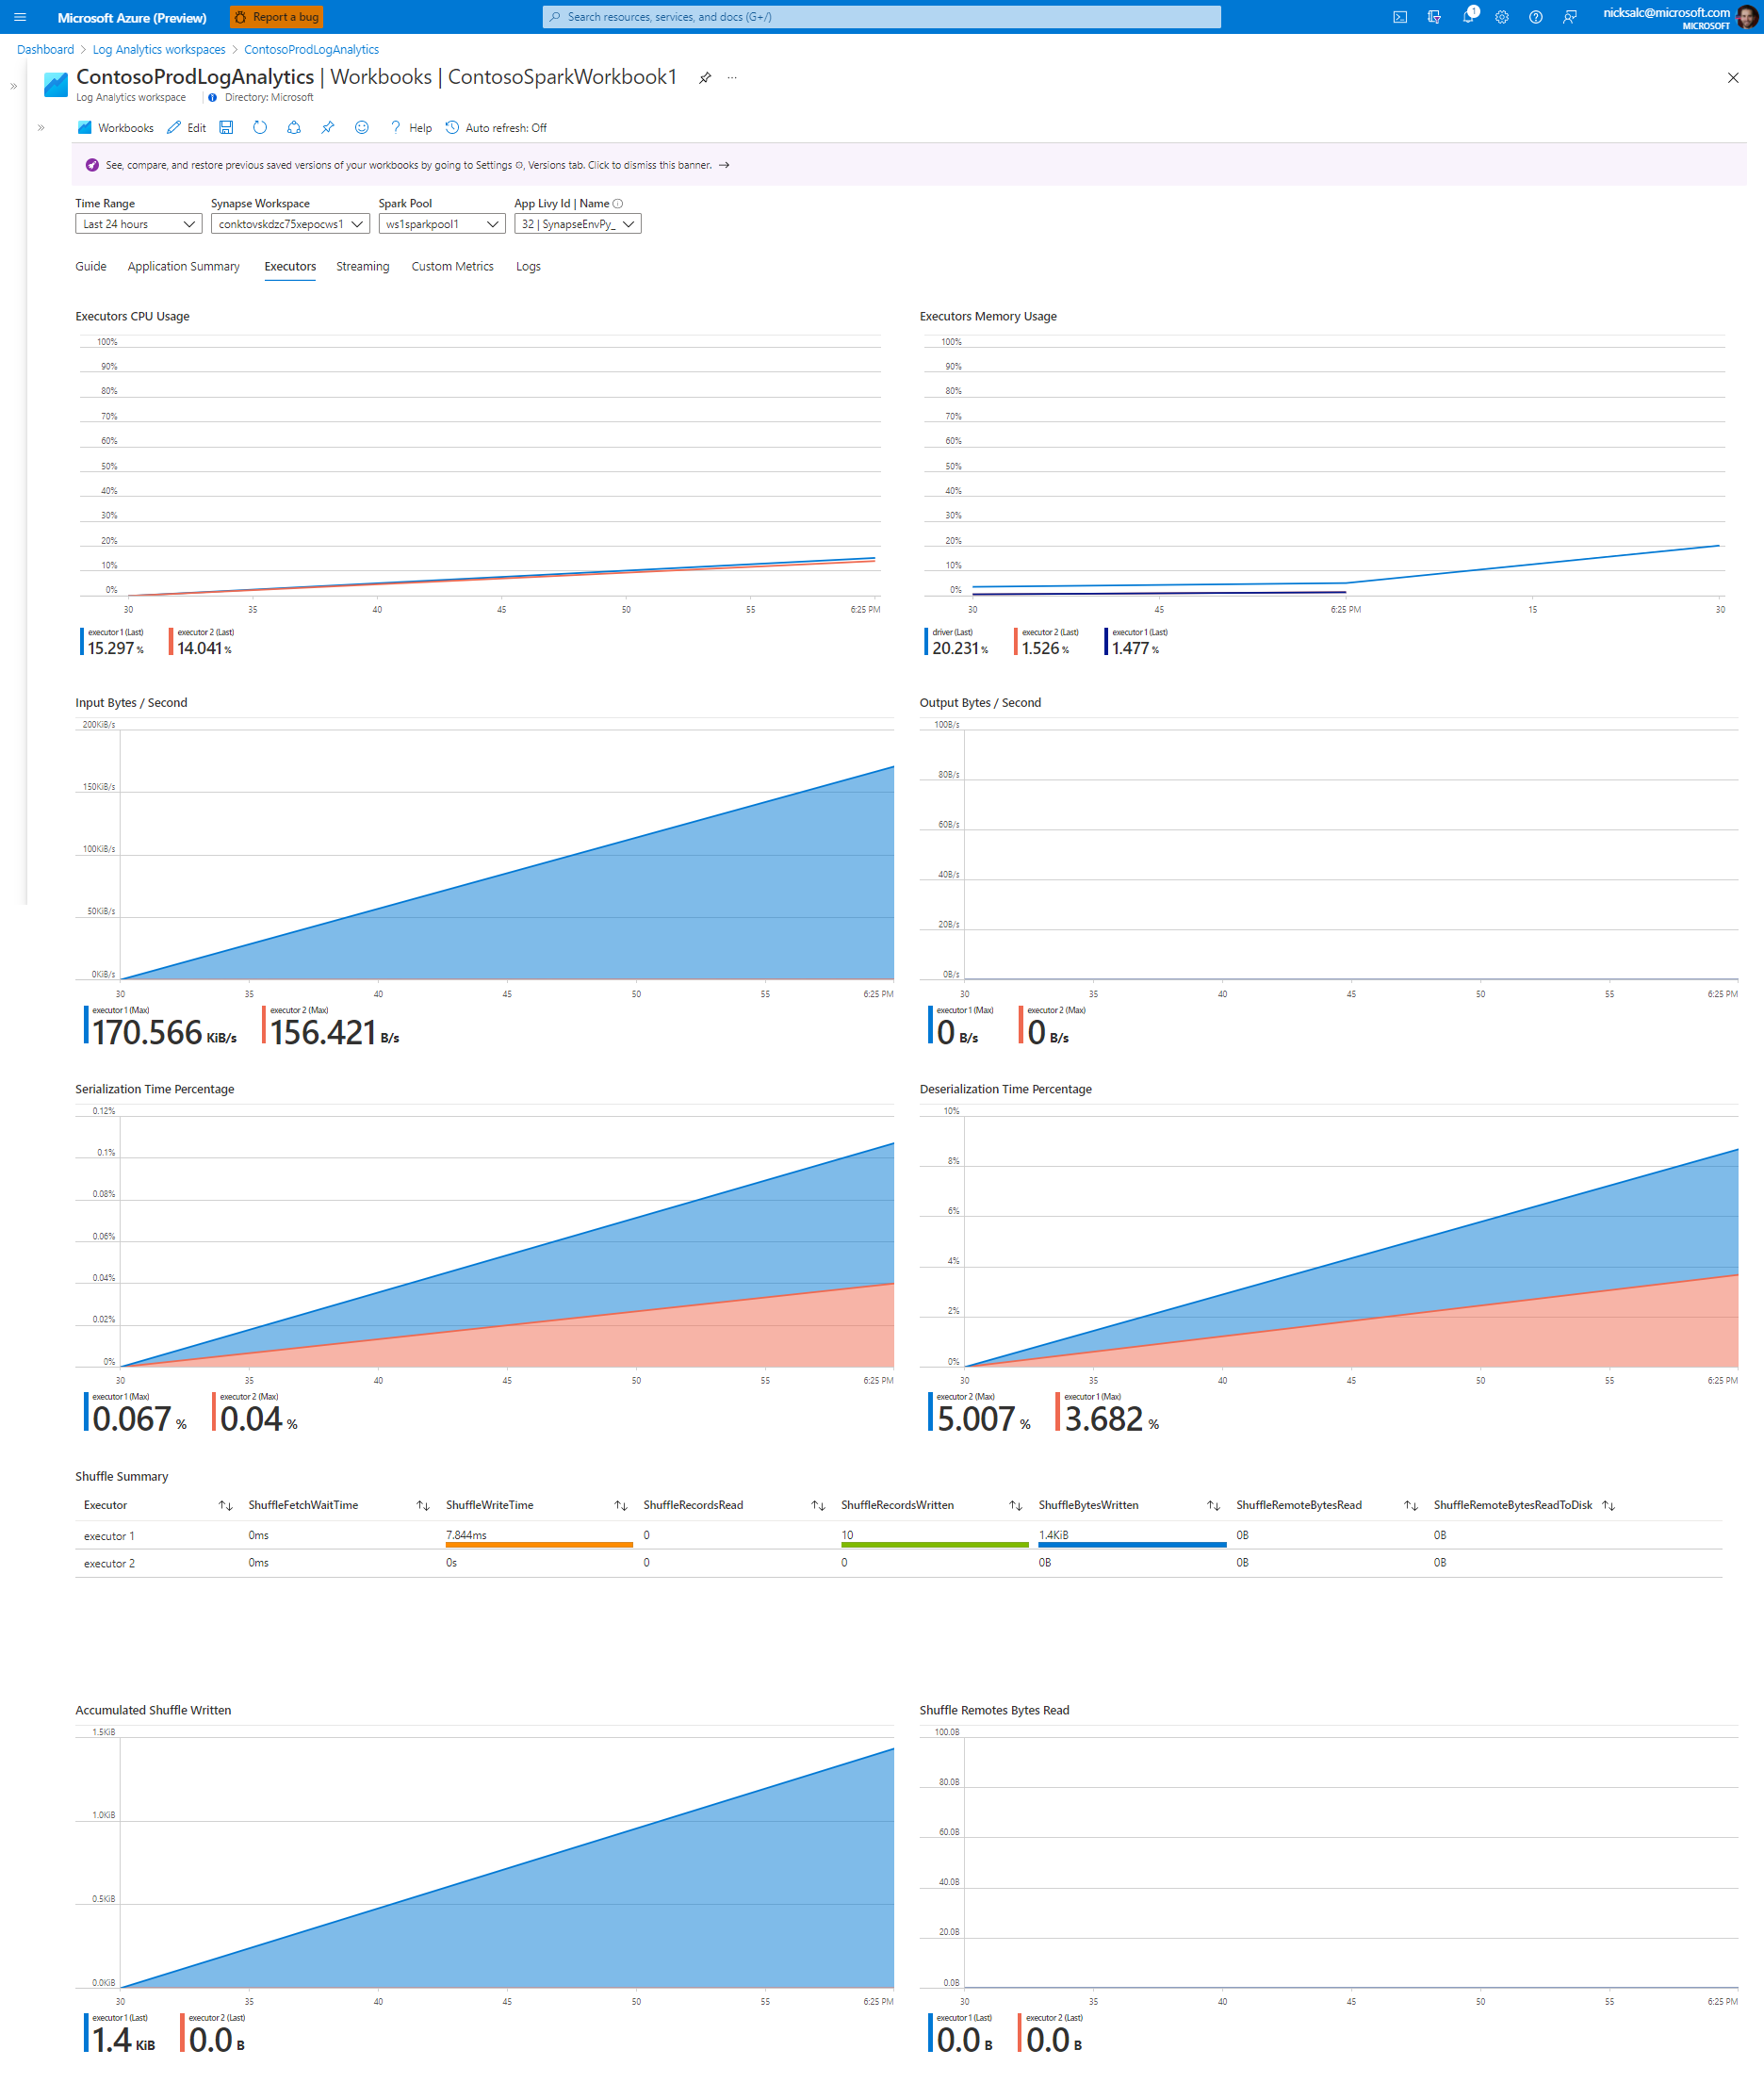 Microsoft Azure (Preview)
Report a bug
Search resources, services, and docs (G+/)
1
nicksalc@microsoft.com
MICROSOFT
Dashboard > Log Analytics workspaces > ContosoProdLogAnalytics
ContosoProdLogAnalytics | Workbooks | ContosoSparkWorkbook1
Log Analytics workspace
Directory: Microsoft
Workbooks Edit Help Auto refresh: Off
See, compare, and restore previous saved versions of your workbooks by going to Settings , Versions tab. Click to dismiss this banner. →
Time Range Synapse Workspace Spark Pool App Livy Id | Name
Last 24 hours conktovskdzc75xepocws1 ws1sparkpool1 32 | SynapseEnvPy_
Guide Application Summary Executors Streaming Custom Metrics Logs
Executors CPU Usage
100%
90%
80%
70%
60%
50%
40%
30%
20%
10%
0%
30 35 40 45 50 55 6:25 PM
executor 1 (Last) executor 2 (Last)
15.297 % 14.041 %
Executors Memory Usage
100%
90%
80%
70%
60%
50%
40%
30%
20%
10%
0%
30 45 6:25 PM 15 30
driver (Last) executor 2 (Last) executor 1 (Last)
20.231 % 1.526 % 1.477 %
Input Bytes / Second
200KiB/s
150KiB/s
100KiB/s
50KiB/s
0KiB/s
30 35 40 45 50 55 6:25 PM
executor 1 (Max) executor 2 (Max)
170.566 KiB/s 156.421 B/s
Output Bytes / Second
100B/s
80B/s
60B/s
40B/s
20B/s
0B/s
30 35 40 45 50 55 6:25 PM
executor 1 (Max) executor 2 (Max)
0 B/s 0 B/s
Serialization Time Percentage
0.12%
0.1%
0.08%
0.06%
0.04%
0.02%
0%
30 35 40 45 50 55 6:25 PM
executor 1 (Max) executor 2 (Max)
0.067 % 0.04 %
Deserialization Time Percentage
10%
8%
6%
4%
2%
0%
30 35 40 45 50 55 6:25 PM
executor 2 (Max) executor 1 (Max)
5.007 % 3.682 %
Shuffle Summary
Executor ShuffleFetchWaitTime ShuffleWriteTime ShuffleRecordsRead ShuffleRecordsWritten ShuffleBytesWritten ShuffleRemoteBytesRead ShuffleRemoteBytesReadToDisk
executor 1 0ms 7.844ms 0 10 1.4KiB 0B 0B
executor 2 0ms 0s 0 0 0B 0B 0B
Accumulated Shuffle Written
1.5KiB
1.0KiB
0.5KiB
0.0KiB
30 35 40 45 50 55 6:25 PM
executor 1 (Last) executor 2 (Last)
1.4 KiB 0.0 B
Shuffle Remotes Bytes Read
100.0B
80.0B
60.0B
40.0B
20.0B
0.0B
30 35 40 45 50 55 6:25 PM
executor 1 (Last) executor 2 (Last)
0.0 B 0.0 B